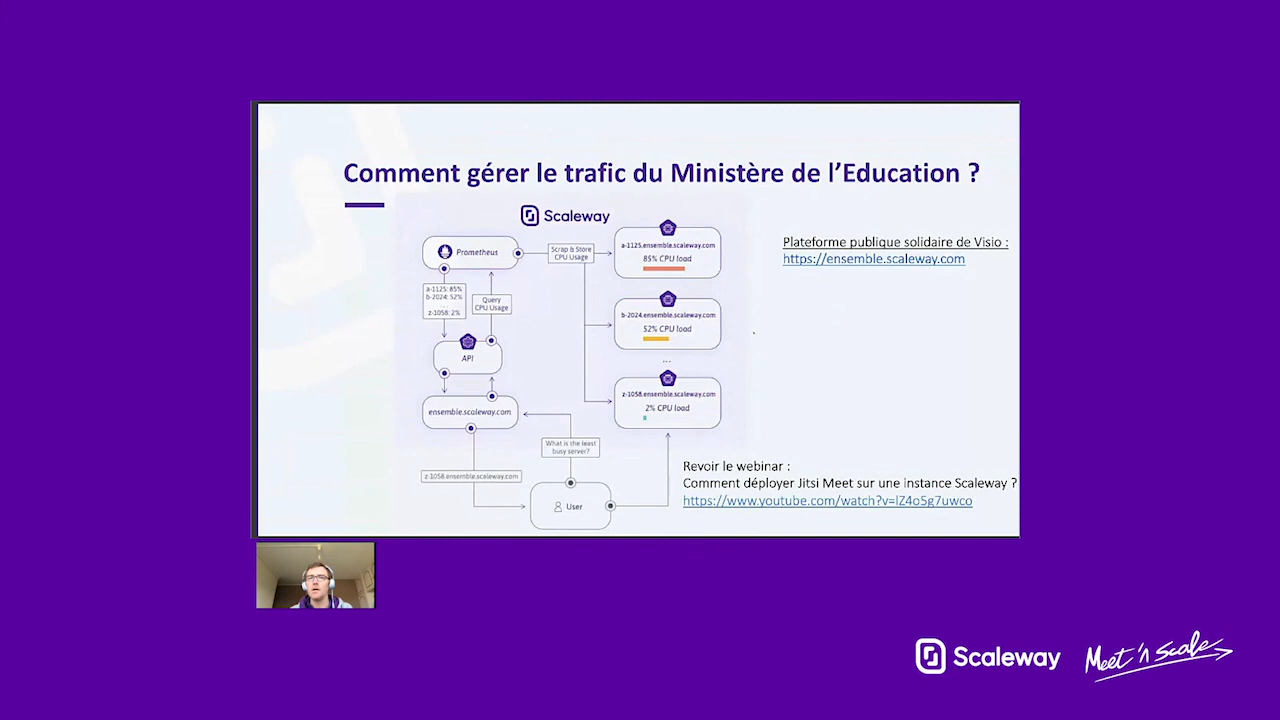 Comment gérer le trafic du Ministère de l'Education ?
Scaleway
Prometheus
Scrap & Store
CPU Usage
a-1125.ensemble.scaleway.com
85% CPU load
Plateforme publique solidaire de Visio :
https://ensemble.scaleway.com
a-1125: 85%
b-2024: 52%
...
z-1058: 2%
Query
CPU Usage
b-2024.ensemble.scaleway.com
52% CPU load
...
API
z-1058.ensemble.scaleway.com
2% CPU load
ensemble.scaleway.com
What is the least
busy server?
z-1058.ensemble.scaleway.com
User
Revoir le webinar :
Comment déployer Jitsi Meet sur une instance Scaleway ?
https://www.youtube.com/watch?v=lZ4o5g7uwco
Scaleway
Meet 'n Scale